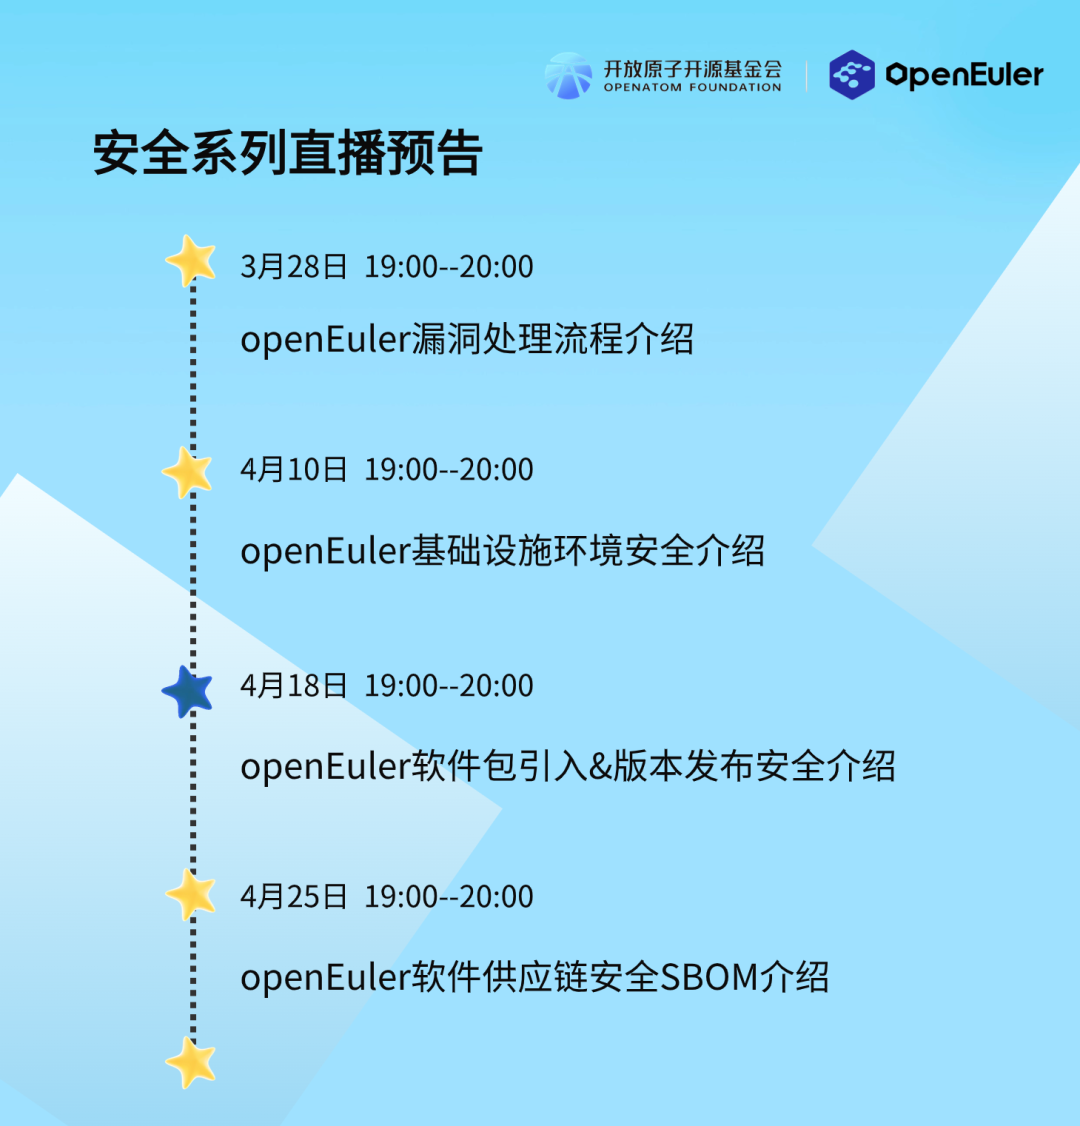 开放原子开源基金会
OPENATOM FOUNDATION
OpenEuler
安全系列直播预告
3月28日 19:00--20:00
openEuler漏洞处理流程介绍
4月10日 19:00--20:00
openEuler基础设施环境安全介绍
4月18日 19:00--20:00
openEuler软件包引入&版本发布安全介绍
4月25日 19:00--20:00
openEuler软件供应链安全SBOM介绍